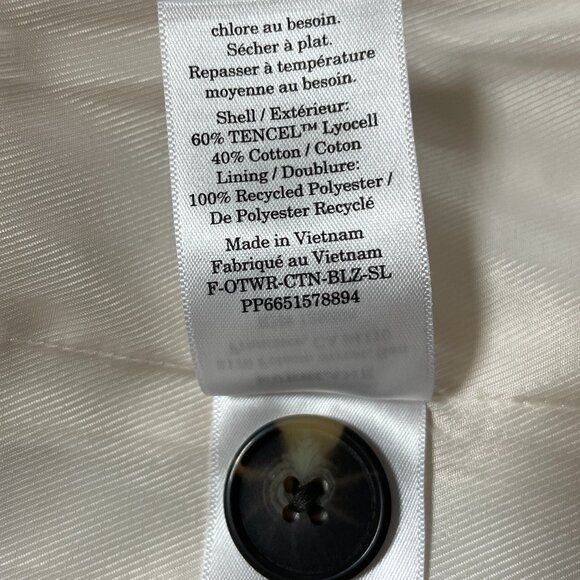 chlore au besoin.
Sécher à plat.
Repasser à température
moyenne au besoin.
Shell / Extérieur:
60% TENCEL™ Lyocell
40% Cotton / Coton
Lining / Doublure:
100% Recycled Polyester /
De Polyester Recyclé
Made in Vietnam
Fabriqué au Vietnam
F-OTWR-CTN-BLZ-SL
PP6651578894